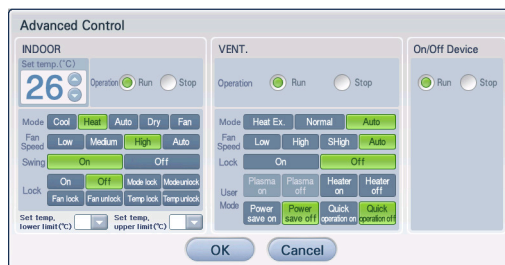 Advanced Control
INDOOR
Set temp.(°C)
26
Operation Run Stop
Mode Cool Heat Auto Dry Fan
Fan Speed Low Medium High Auto
Swing On Off
Lock On Off Mode lock Mode unlock
Fan lock Fan unlock Temp lock Temp unlock
Set temp, lower limit(°C) Set temp, upper limit(°C)
VENT.
Operation Run Stop
Mode Heat Ex. Normal Auto
Fan Speed Low High SHigh Auto
Lock On Off
User Mode Plasma on Plasma off Heater on Heater off
Power save on Power save off Quick operation on Quick operation off
On/Off Device
Run Stop
OK Cancel